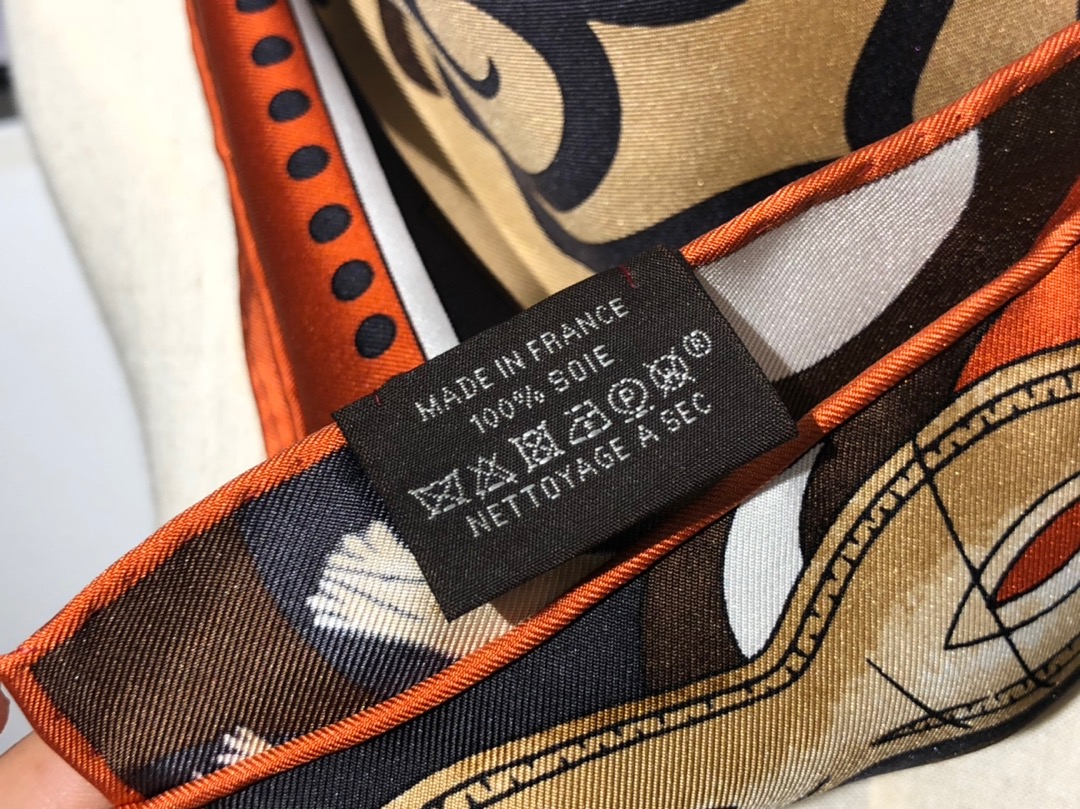 MADE IN FRANCE
100% SOIE
P W ®
NETTOYAGE A SEC